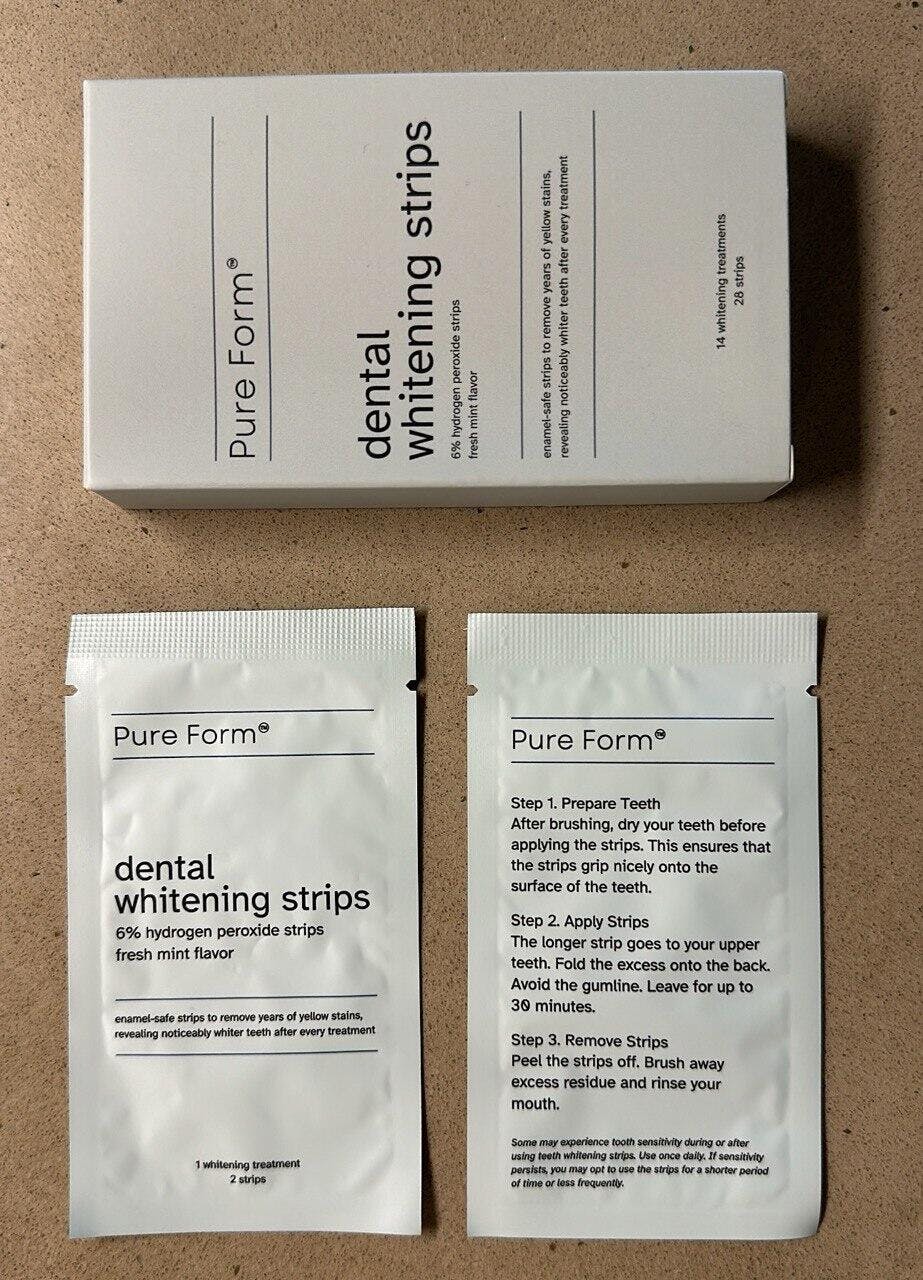 Pure Form™
dental
whitening strips
6% hydrogen peroxide strips
fresh mint flavor
enamel-safe strips to remove years of yellow stains,
revealing noticeably whiter teeth after every treatment
14 whitening treatments
28 strips
Pure Form™
dental
whitening strips
6% hydrogen peroxide strips
fresh mint flavor
enamel-safe strips to remove years of yellow stains,
revealing noticeably whiter teeth after every treatment
1 whitening treatment
2 strips
Pure Form™
Step 1. Prepare Teeth
After brushing, dry your teeth before
applying the strips. This ensures that
the strips grip nicely onto the
surface of the teeth.
Step 2. Apply Strips
The longer strip goes to your upper
teeth. Fold the excess onto the back.
Avoid the gumline. Leave for up to
30 minutes.
Step 3. Remove Strips
Peel the strips off. Brush away
excess residue and rinse your
mouth.
Some may experience tooth sensitivity during or after
using teeth whitening strips. Use once daily. If sensitivity
persists, you may opt to use the strips for a shorter period
of time or less frequently.